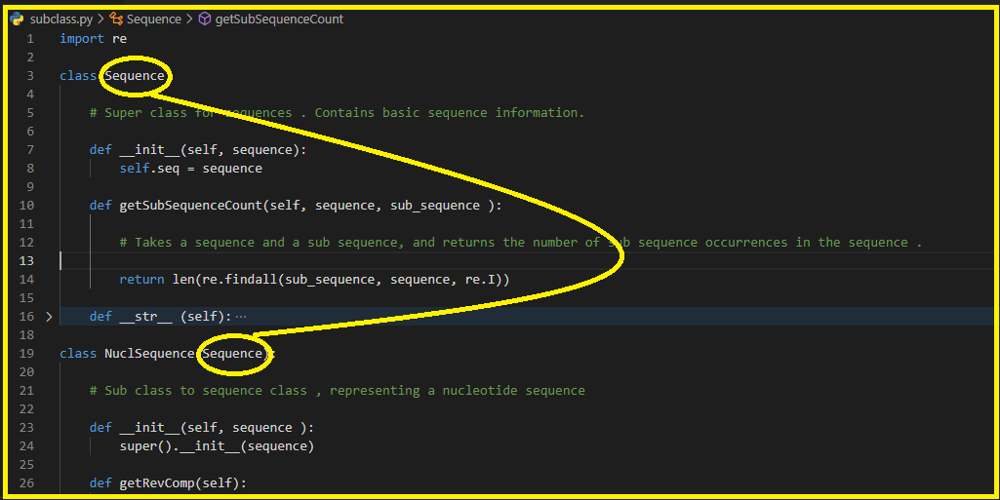 subclass.py > Sequence > getSubSequenceCount
1 import re
2
3 class Sequence
4
5 # Super class for sequences . Contains basic sequence information.
6
7 def __init__(self, sequence):
8 self.seq = sequence
9
10 def getSubSequenceCount(self, sequence, sub_sequence ):
11
12 # Takes a sequence and a sub sequence, and returns the number of sub sequence occurrences in the sequence .
13
14 return len(re.findall(sub_sequence, sequence, re.I))
15
16 > def __str__ (self): ...
18
19 class NuclSequence(Sequence):
20
21 # Sub class to sequence class , representing a nucleotide sequence
22
23 def __init__(self, sequence ):
24 super().__init__(sequence)
25
26 def getRevComp(self):